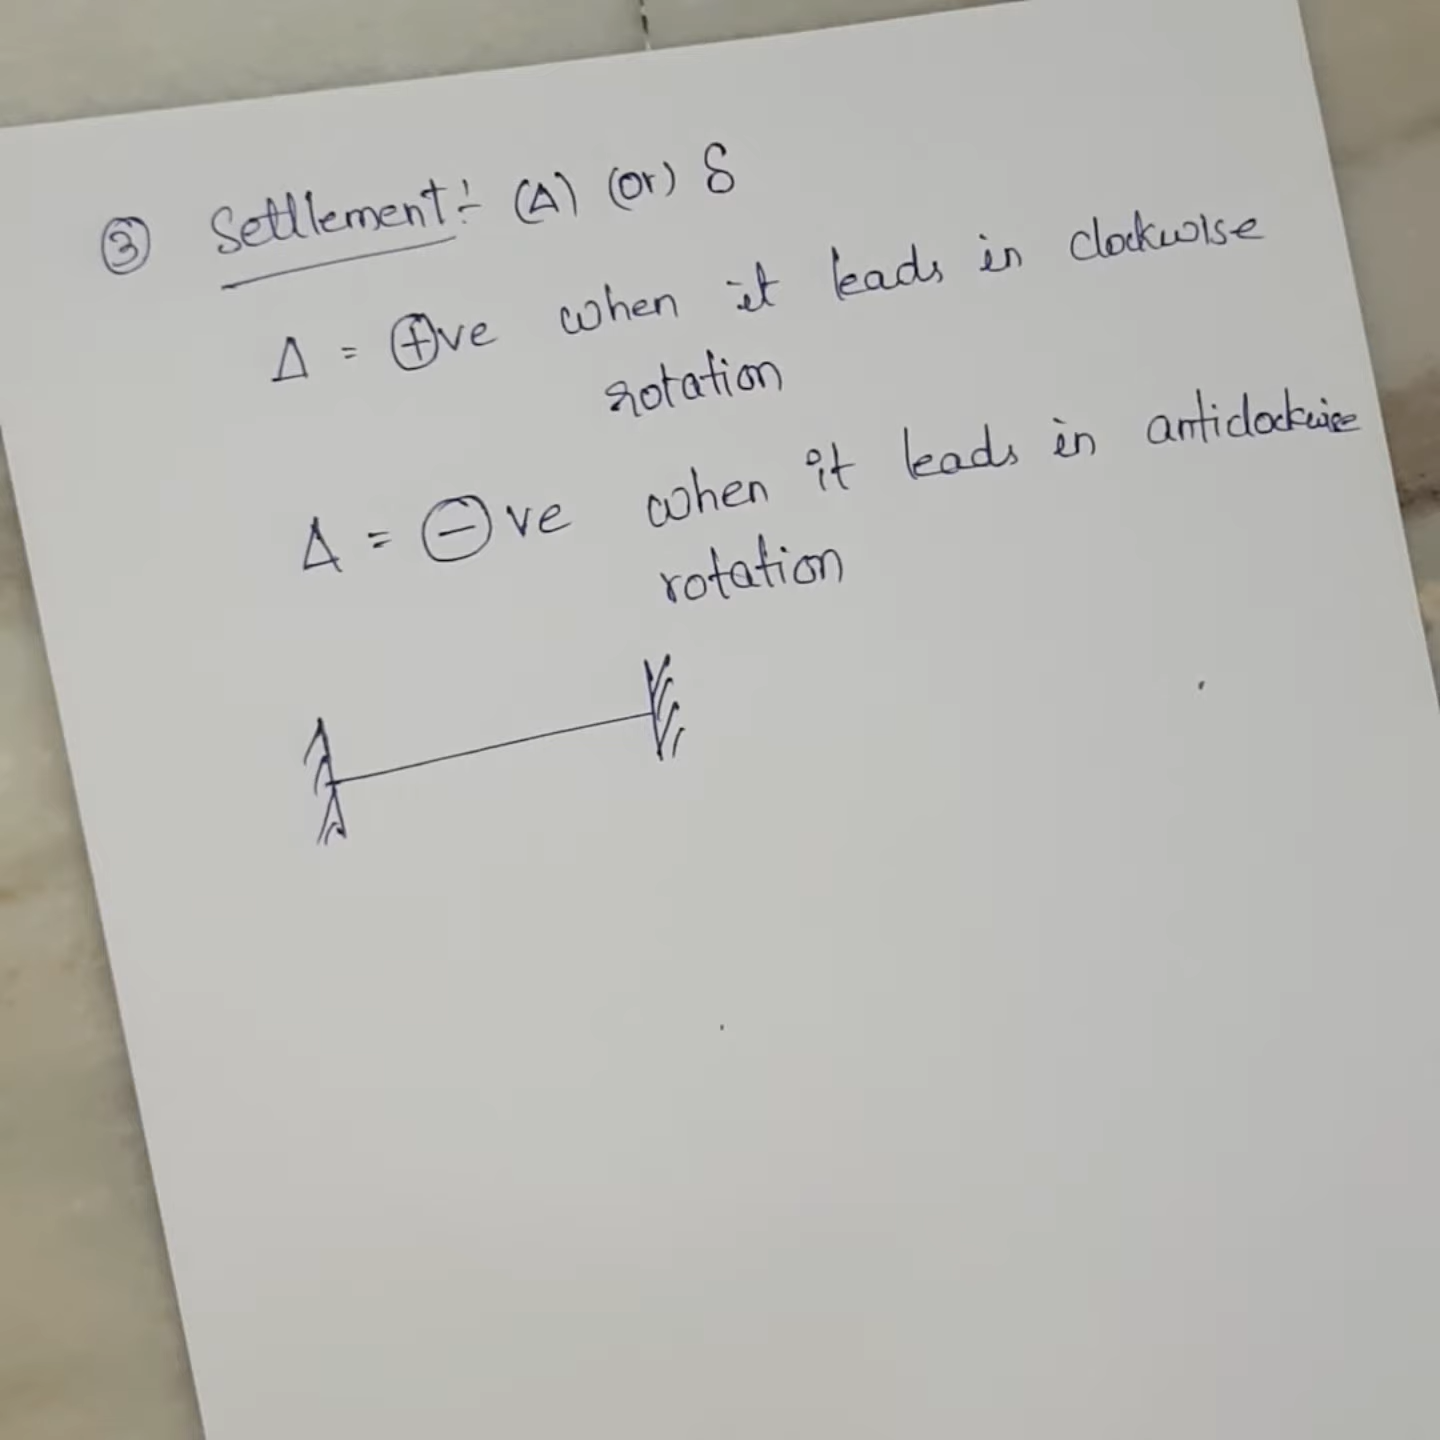 ③ Settlement:- (Δ) (or) δ
Δ = ⊕ve when it leads in clockwise
rotation
Δ = ⊖ve when it leads in anticlockwise
rotation